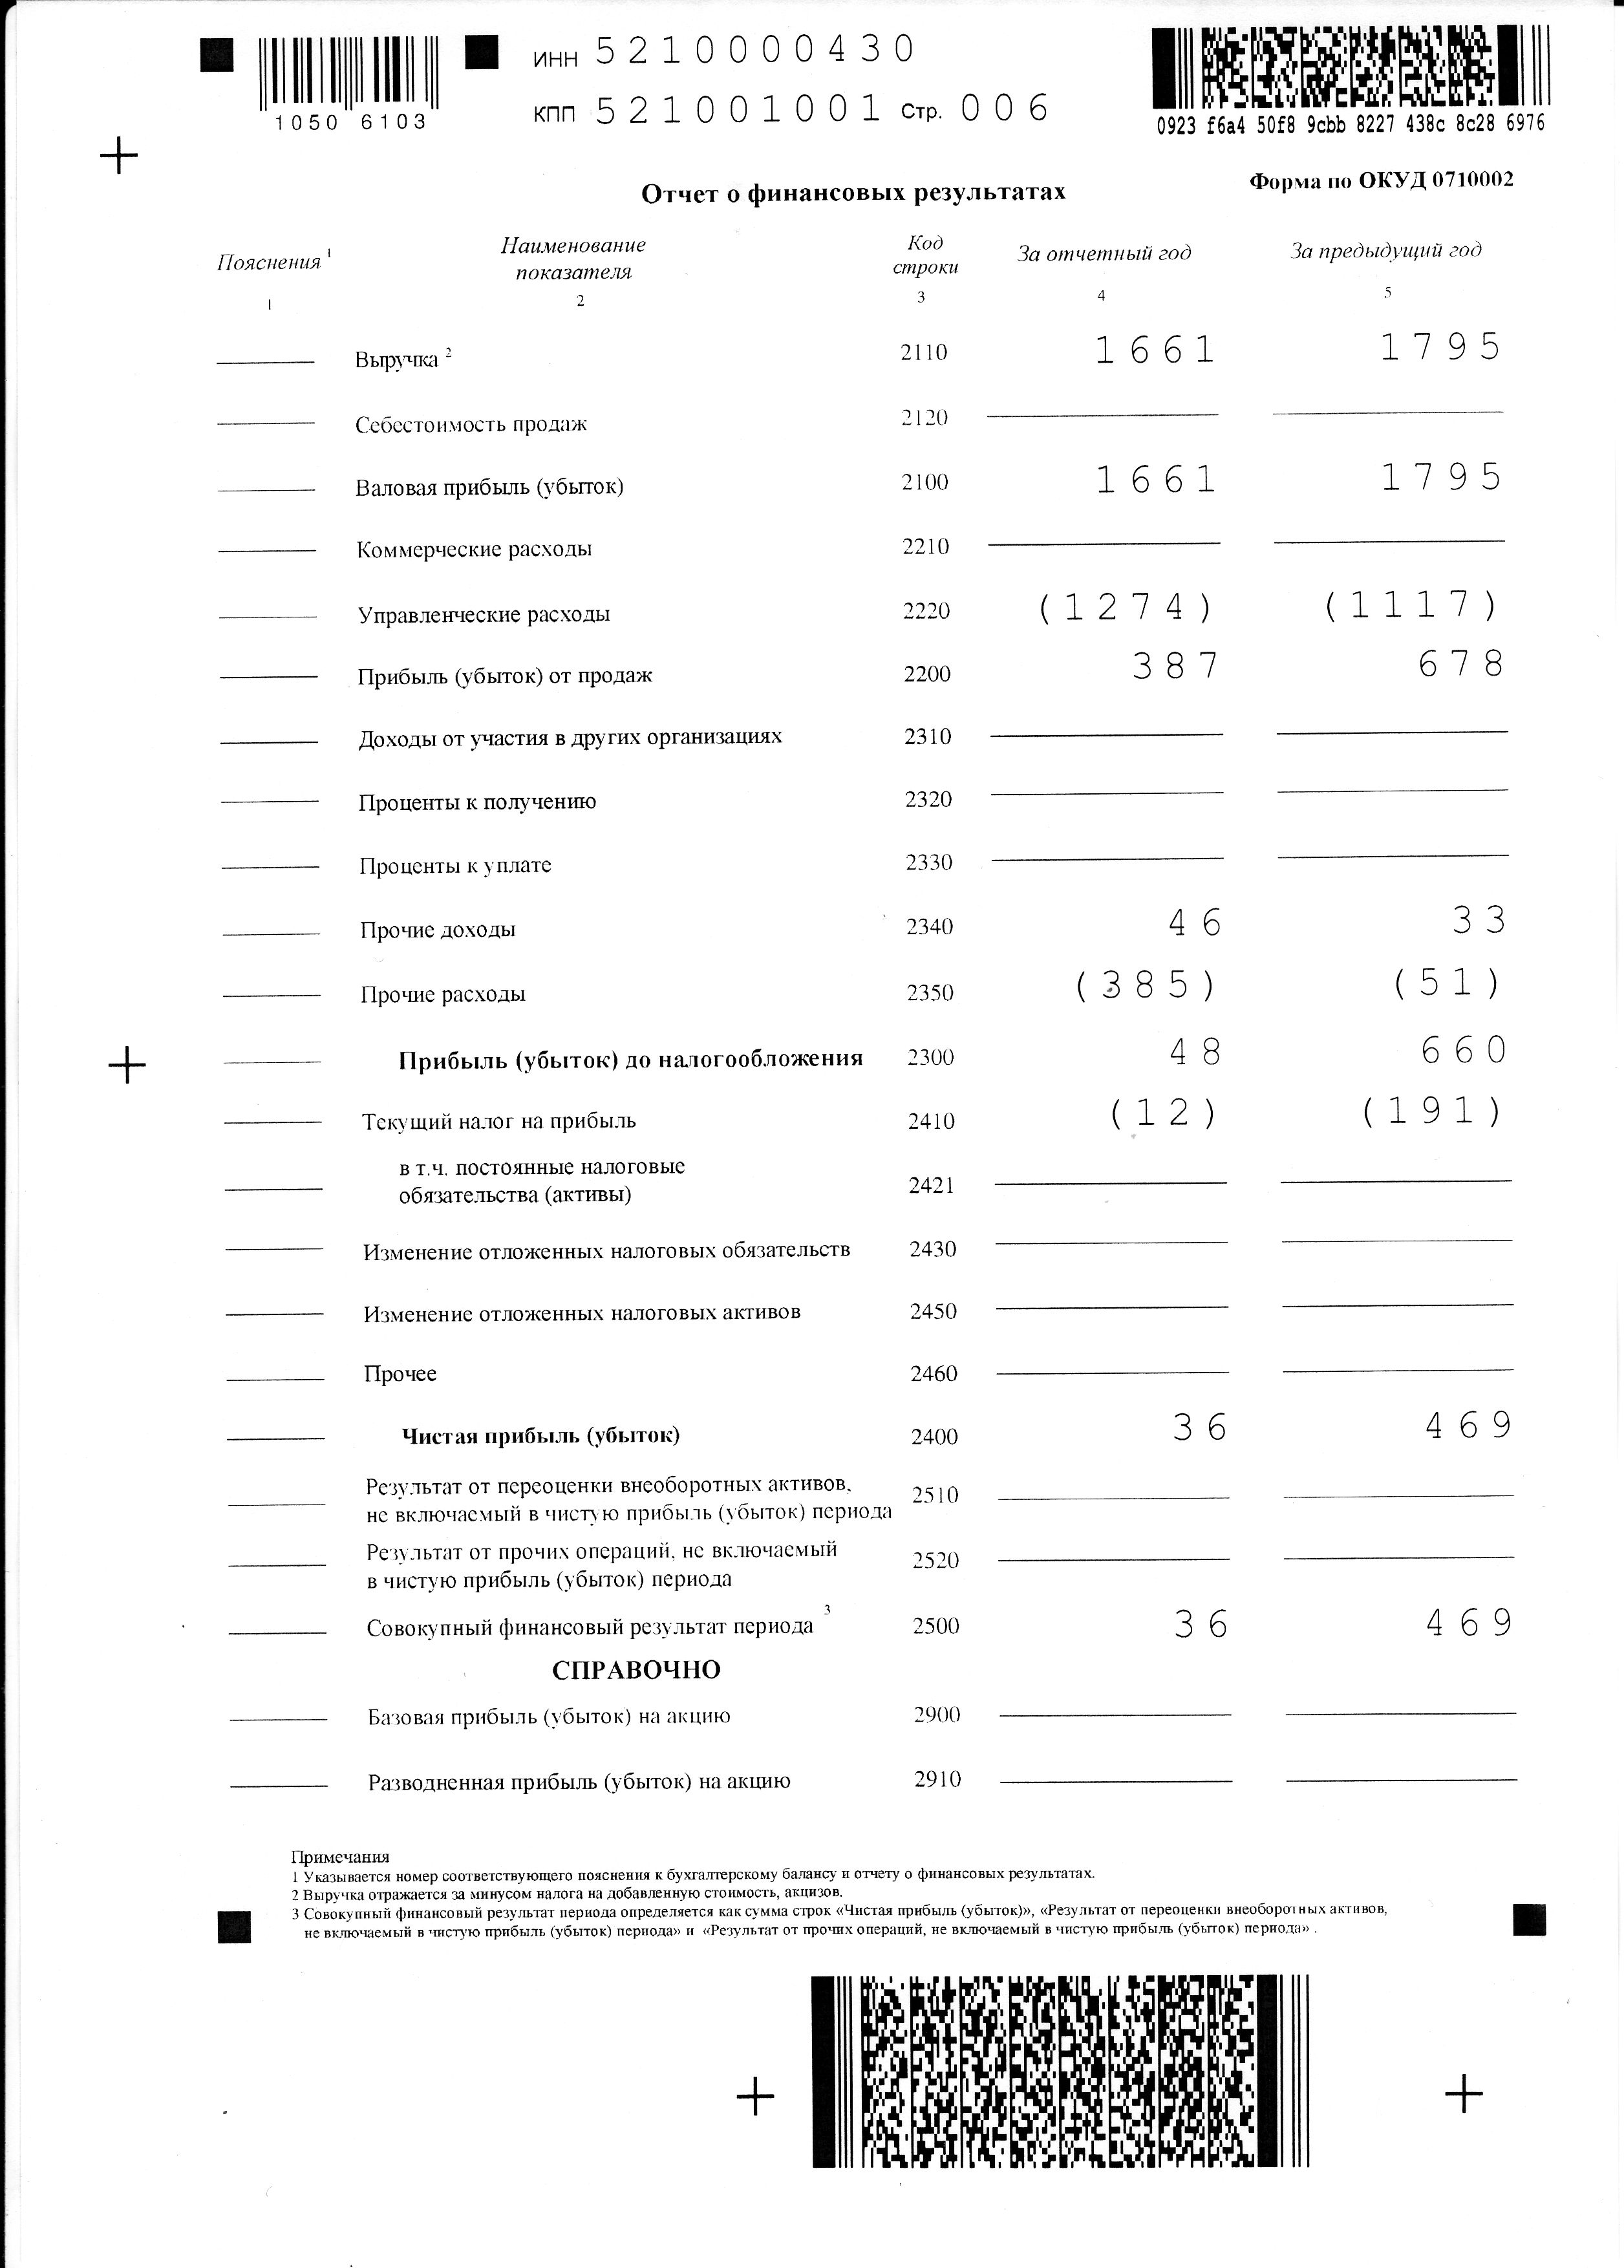 ИНН 5210000430
1050 6103
КПП 521001001 Стр. 006
0923 f6a4 50f8 9cbb 8227 438c 8c28 6976
Форма по ОКУД 0710002
Отчет о финансовых результатах
Пояснения 1 Наименование показателя Код строки За отчетный год За предыдущий год
1 2 3 4 5
Выручка 2 2110 1661 1795
Себестоимость продаж 2120
Валовая прибыль (убыток) 2100 1661 1795
Коммерческие расходы 2210
Управленческие расходы 2220 (1274) (1117)
Прибыль (убыток) от продаж 2200 387 678
Доходы от участия в других организациях 2310
Проценты к получению 2320
Проценты к уплате 2330
Прочие доходы 2340 46 33
Прочие расходы 2350 (385) (51)
Прибыль (убыток) до налогообложения 2300 48 660
Текущий налог на прибыль 2410 (12) (191)
в т.ч. постоянные налоговые
обязательства (активы) 2421
Изменение отложенных налоговых обязательств 2430
Изменение отложенных налоговых активов 2450
Прочее 2460
Чистая прибыль (убыток) 2400 36 469
Результат от переоценки внеоборотных активов, 2510
не включаемый в чистую прибыль (убыток) периода
Результат от прочих операций, не включаемый 2520
в чистую прибыль (убыток) периода
Совокупный финансовый результат периода 3 2500 36 469
СПРАВОЧНО
Базовая прибыль (убыток) на акцию 2900
Разводненная прибыль (убыток) на акцию 2910
Примечания
1 Указывается номер соответствующего пояснения к бухгалтерскому балансу и отчету о финансовых результатах.
2 Выручка отражается за минусом налога на добавленную стоимость, акцизов.
3 Совокупный финансовый результат периода определяется как сумма строк «Чистая прибыль (убыток)», «Результат от переоценки внеоборотных активов,
не включаемый в чистую прибыль (убыток) периода» и «Результат от прочих операций, не включаемый в чистую прибыль (убыток) периода» .